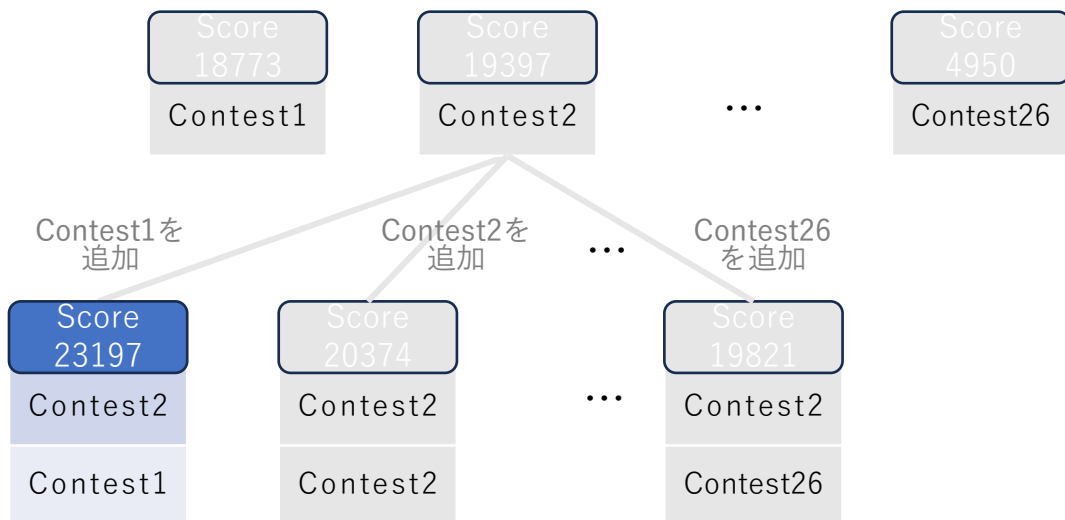 Score
18773
Contest1
Score
19397
Contest2
…
Score
4950
Contest26
Contest1を
追加
Contest2を
追加
…
Contest26
を追加
Score
23197
Contest2
Contest1
Score
20374
Contest2
Contest2
…
Score
19821
Contest2
Contest26